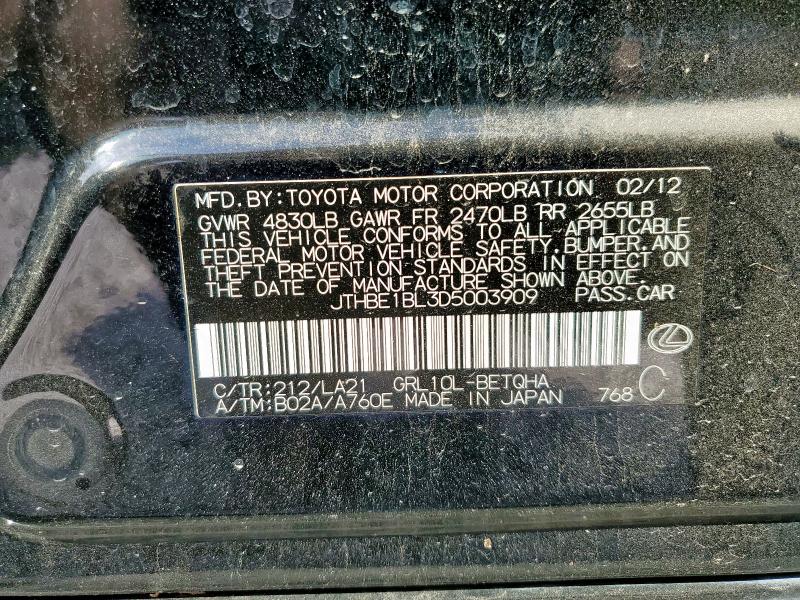 MFD. BY: TOYOTA MOTOR CORPORATION 02/12
GVWR 4830LB GAWR FR 2470LB RR 2655LB
THIS VEHICLE CONFORMS TO ALL APPLICABLE
FEDERAL MOTOR VEHICLE SAFETY, BUMPER, AND
THEFT PREVENTION STANDARDS IN EFFECT ON
THE DATE OF MANUFACTURE SHOWN ABOVE.
JTHBE1BL3D5003909 PASS.CAR
C/TR:212/LA21 GRL10L-BETQHA
A/TM:B02A/A760E MADE IN JAPAN 768 C